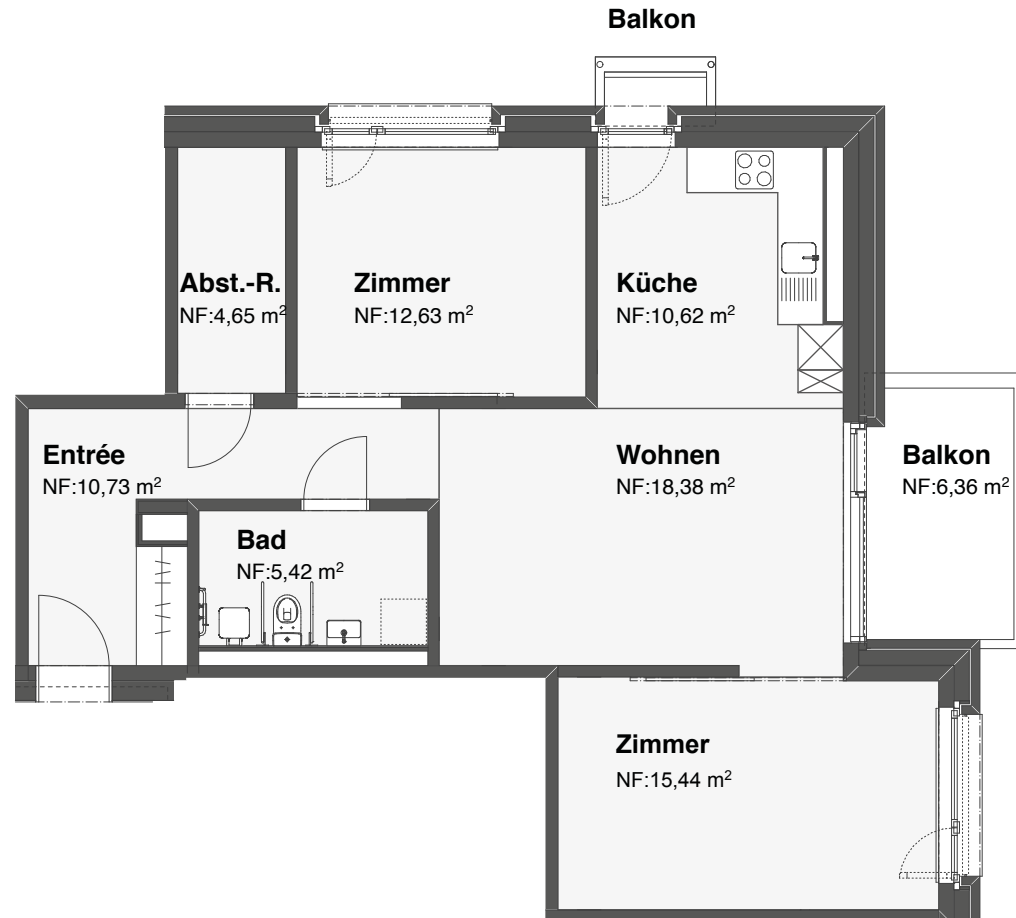 Balkon
Abst.-R.
NF:4,65 m²
Zimmer
NF:12,63 m²
Küche
NF:10,62 m²
Entrée
NF:10,73 m²
Wohnen
NF:18,38 m²
Balkon
NF:6,36 m²
Bad
NF:5,42 m²
Zimmer
NF:15,44 m²